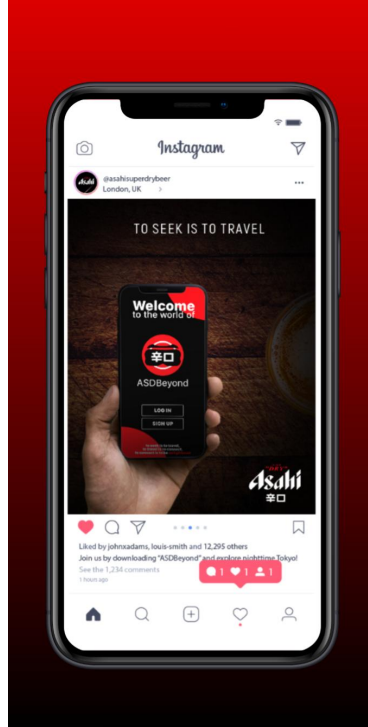 Instagram
Asahi
@asahisuperdrybeer
London, UK >
TO SEEK IS TO TRAVEL
Welcome
to the world of
辛口
ASDBeyond
LOG IN
SIGN UP
"DRY"
Asahi
辛口
Liked by johnxadams, louis-smith and 12,295 others
Join us by downloading "ASDBeyond" and explore nighttime Tokyo!
See the 1,234 comments
1 hours ago
1 1 1